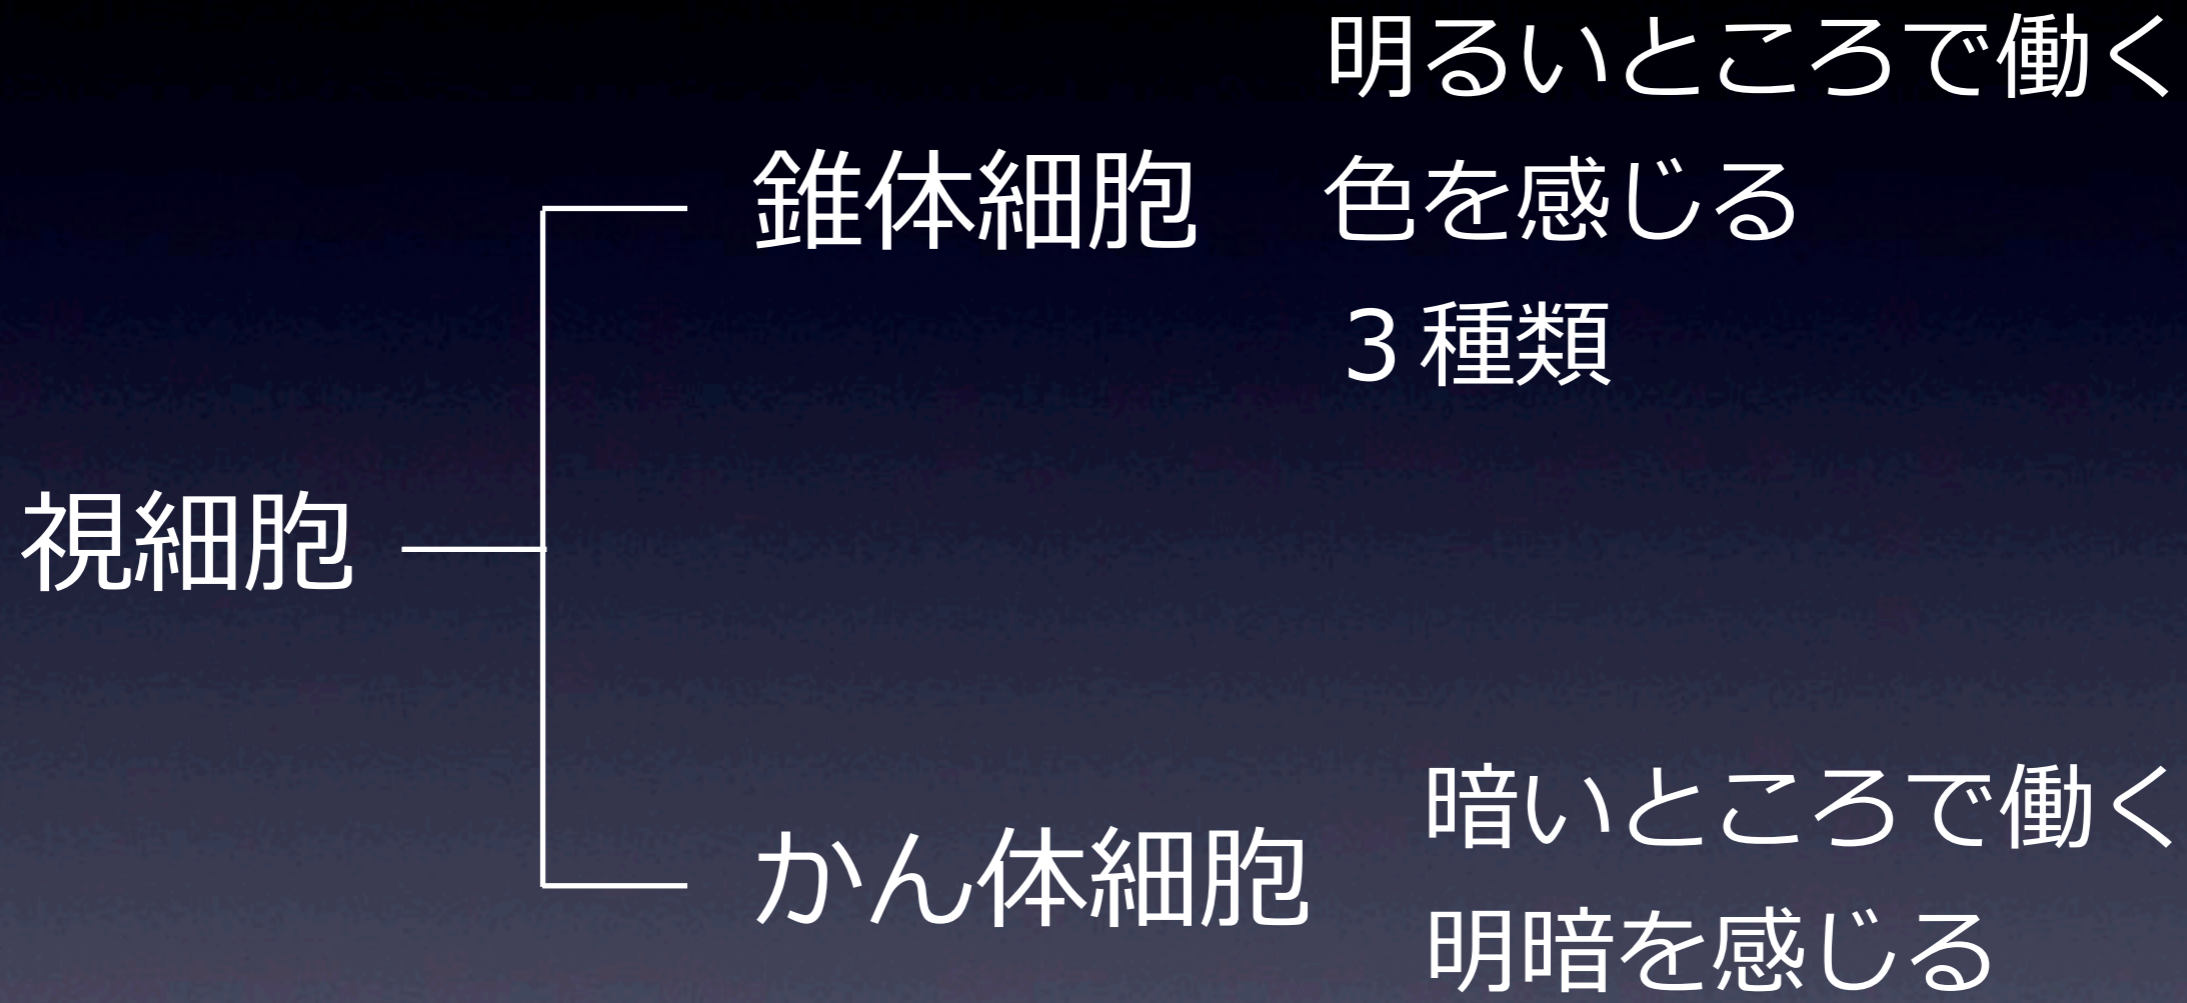 明るいところで働く
錐体細胞
色を感じる
3種類
視細胞
暗いところで働く
かん体細胞
明暗を感じる